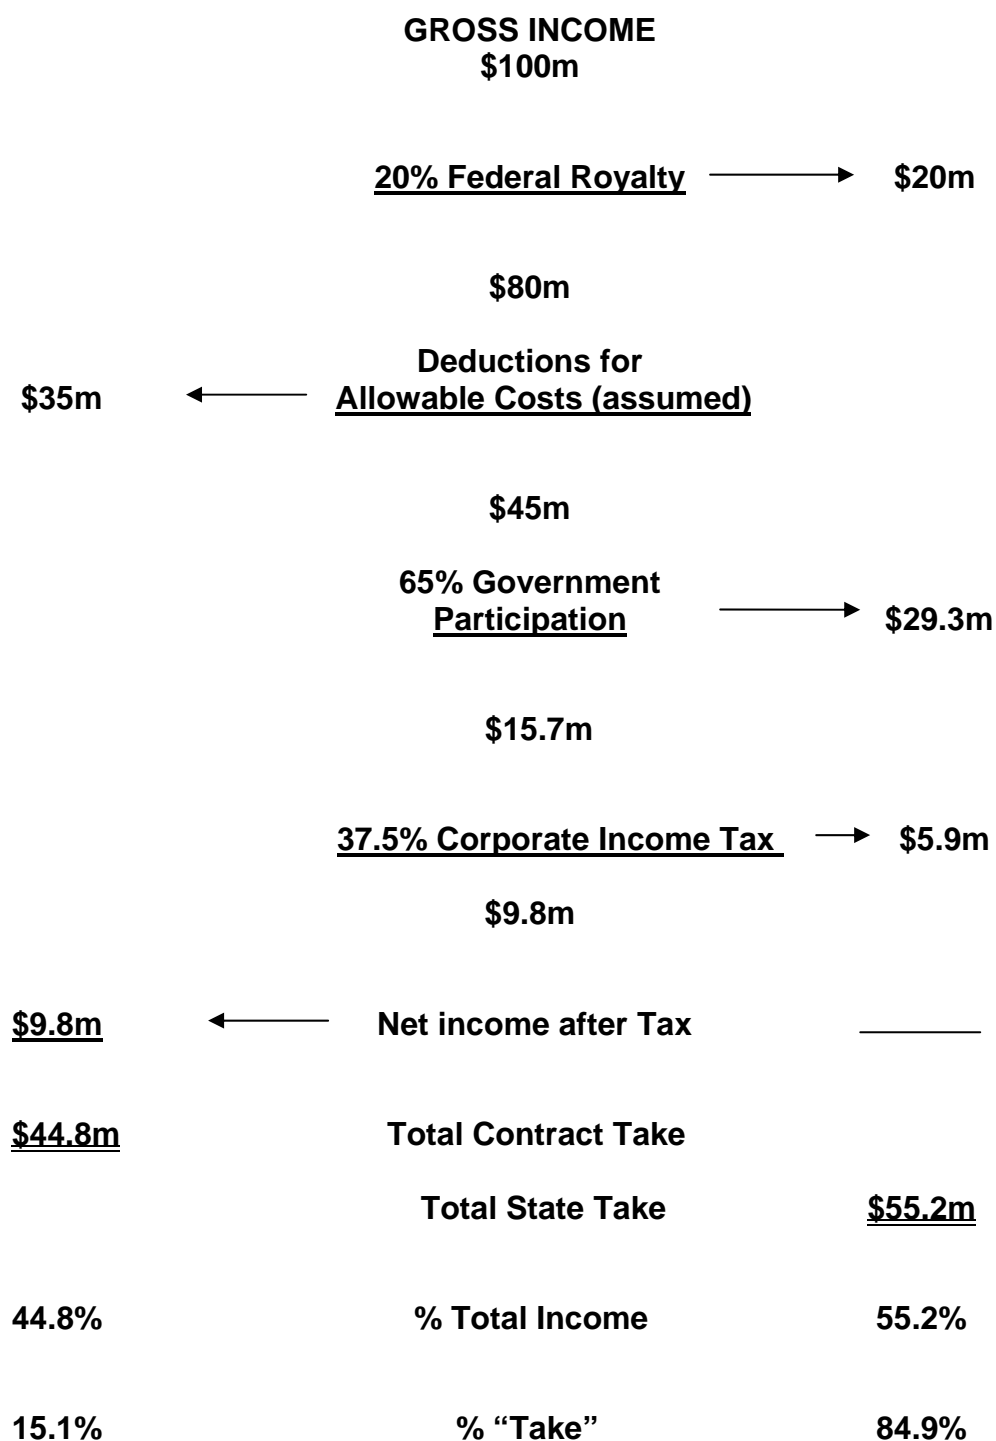 GROSS INCOME
$100m
20% Federal Royalty $20m
$80m
Deductions for
$35m Allowable Costs (assumed)
$45m
65% Government
Participation $29.3m
$15.7m
37.5% Corporate Income Tax $5.9m
$9.8m
$9.8m Net income after Tax
$44.8m Total Contract Take
Total State Take $55.2m
44.8% % Total Income 55.2%
15.1% % “Take” 84.9%